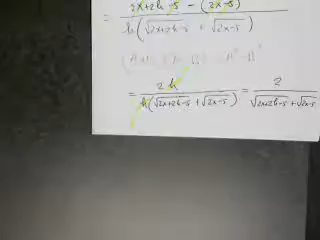 = 2x+2h-5 - (2x-5) / h(√2x+2h-5 + √2x-5)
= 2h / h(√2x+2h-5 + √2x-5) = 2 / √2x+2h-5 + √2x-5